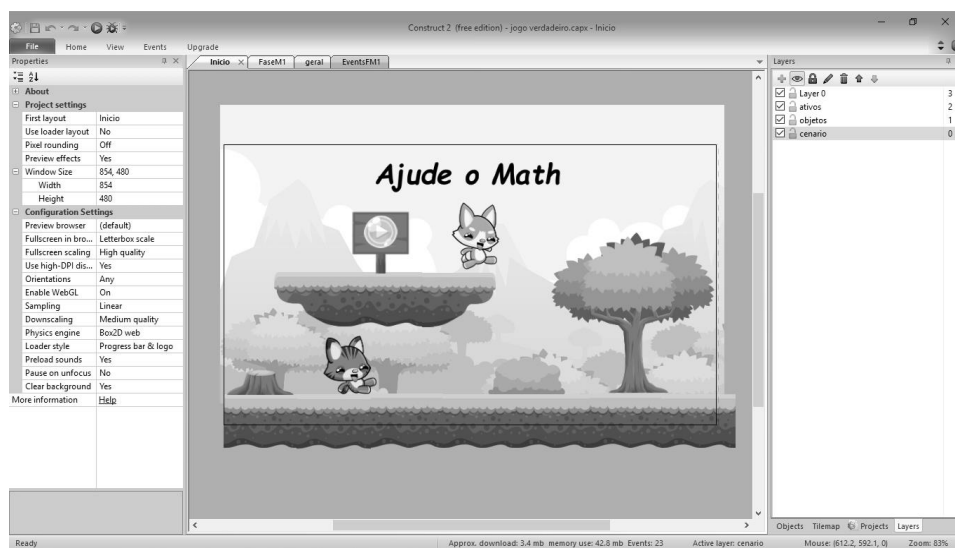 Construct 2 (free edition) - jogo verdadeiro.capx - Inicio
File Home View Events Upgrade
Properties
Inicio FaseM1 geral EventsFM1
Layers
About
Project settings
First layout Inicio
Use loader layout No
Pixel rounding Off
Preview effects Yes
Window Size 854, 480
Width 854
Height 480
Configuration Settings
Preview browser (default)
Fullscreen in bro... Letterbox scale
Fullscreen scaling High quality
Use high-DPI dis... Yes
Orientations Any
Enable WebGL On
Sampling Linear
Downscaling Medium quality
Physics engine Box2D web
Loader style Progress bar & logo
Preload sounds Yes
Pause on unfocus No
Clear background Yes
More information Help
Ajude o Math
Layer 0 3
ativos 2
objetos 1
cenario 0
Objects Tilemap Projects Layers
Ready Approx. download: 3.4 mb memory use: 42.8 mb Events: 23 Active layer: cenario Mouse: (612.2, 592.1, 0) Zoom: 83%